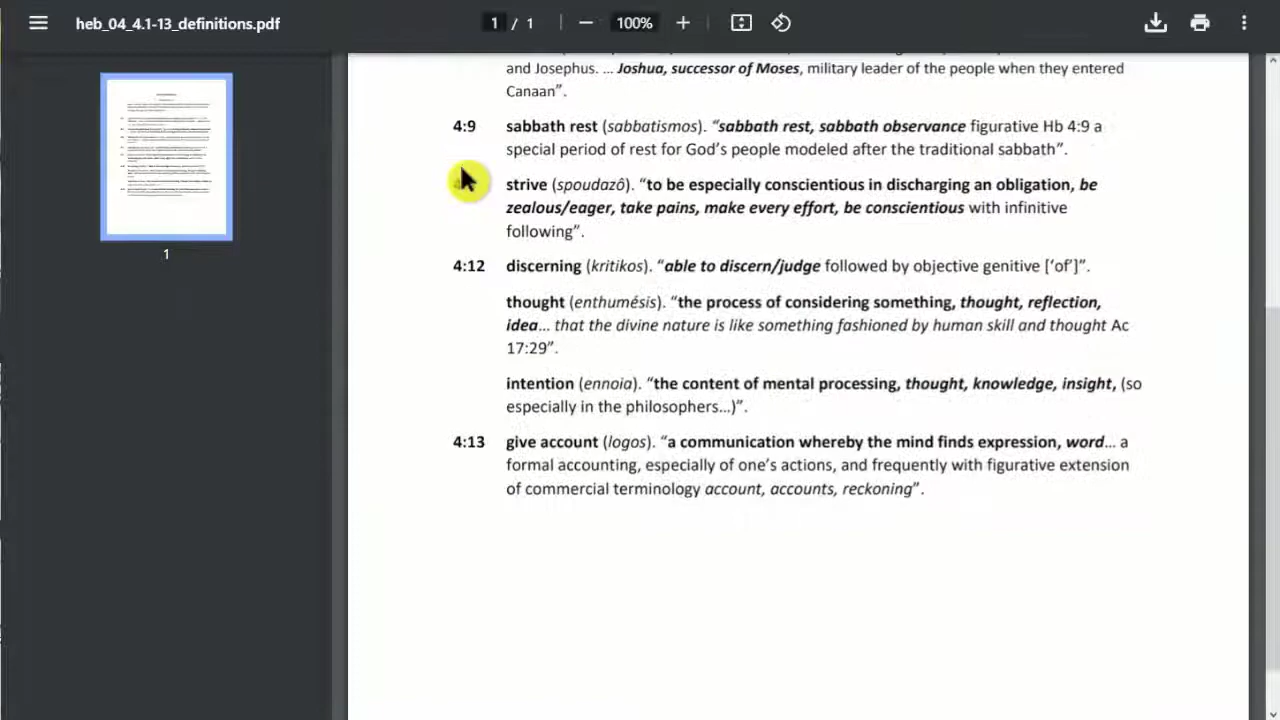 heb_04_4.1-13_definitions.pdf
1 / 1
100%
and Josephus. … Joshua, successor of Moses, military leader of the people when they entered
Canaan”.
4:9 sabbath rest (sabbatismos). “sabbath rest, sabbath observance figurative Hb 4:9 a
special period of rest for God’s people modeled after the traditional sabbath”
strive (spoudazō). “to be especially conscientious in discharging an obligation, be
zealous/eager, take pains, make every effort, be conscientious with infinitive
following”.
4:12 discerning (kritikos). “able to discern/judge followed by objective genitive [‘of’]”.
thought (enthumésis). “the process of considering something, thought, reflection,
idea… that the divine nature is like something fashioned by human skill and thought Ac
17:29”.
intention (ennoia). “the content of mental processing, thought, knowledge, insight, (so
especially in the philosophers…)”.
4:13 give account (logos). “a communication whereby the mind finds expression, word… a
formal accounting, especially of one’s actions, and frequently with figurative extension
of commercial terminology account, accounts, reckoning”.
1